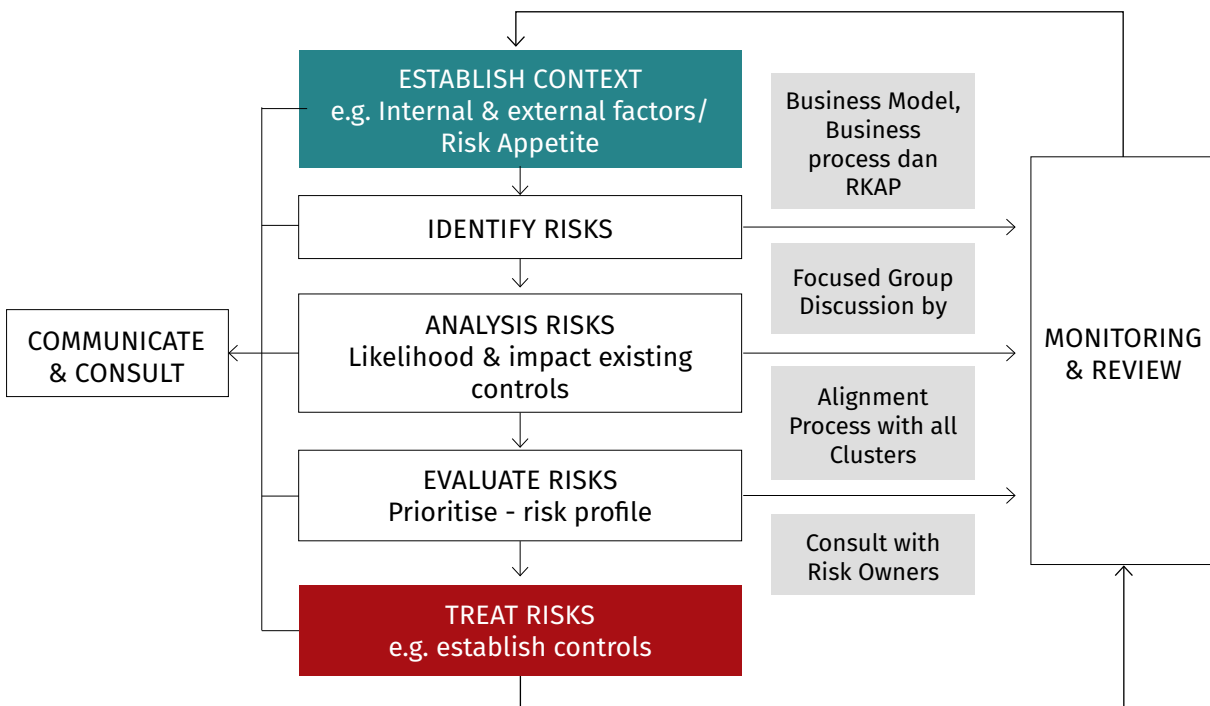 ESTABLISH CONTEXT
e.g. Internal & external factors/
Risk Appetite
Business Model,
Business
process dan
RKAP
IDENTIFY RISKS
Focused Group
Discussion by
COMMUNICATE
& CONSULT
ANALYSIS RISKS
Likelihood & impact existing
controls
MONITORING
& REVIEW
Alignment
Process with all
Clusters
EVALUATE RISKS
Prioritise - risk profile
Consult with
Risk Owners
TREAT RISKS
e.g. establish controls